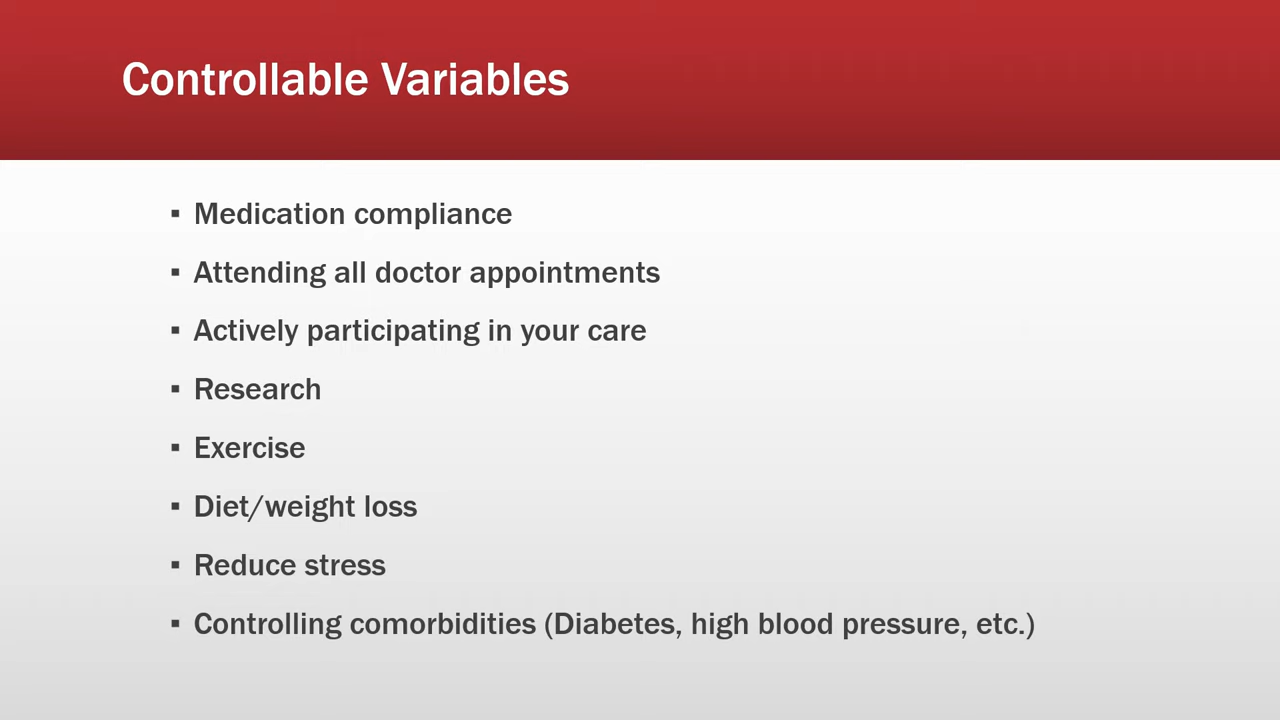 Controllable Variables
▪ Medication compliance
▪ Attending all doctor appointments
▪ Actively participating in your care
▪ Research
▪ Exercise
▪ Diet/weight loss
▪ Reduce stress
▪ Controlling comorbidities (Diabetes, high blood pressure, etc.)